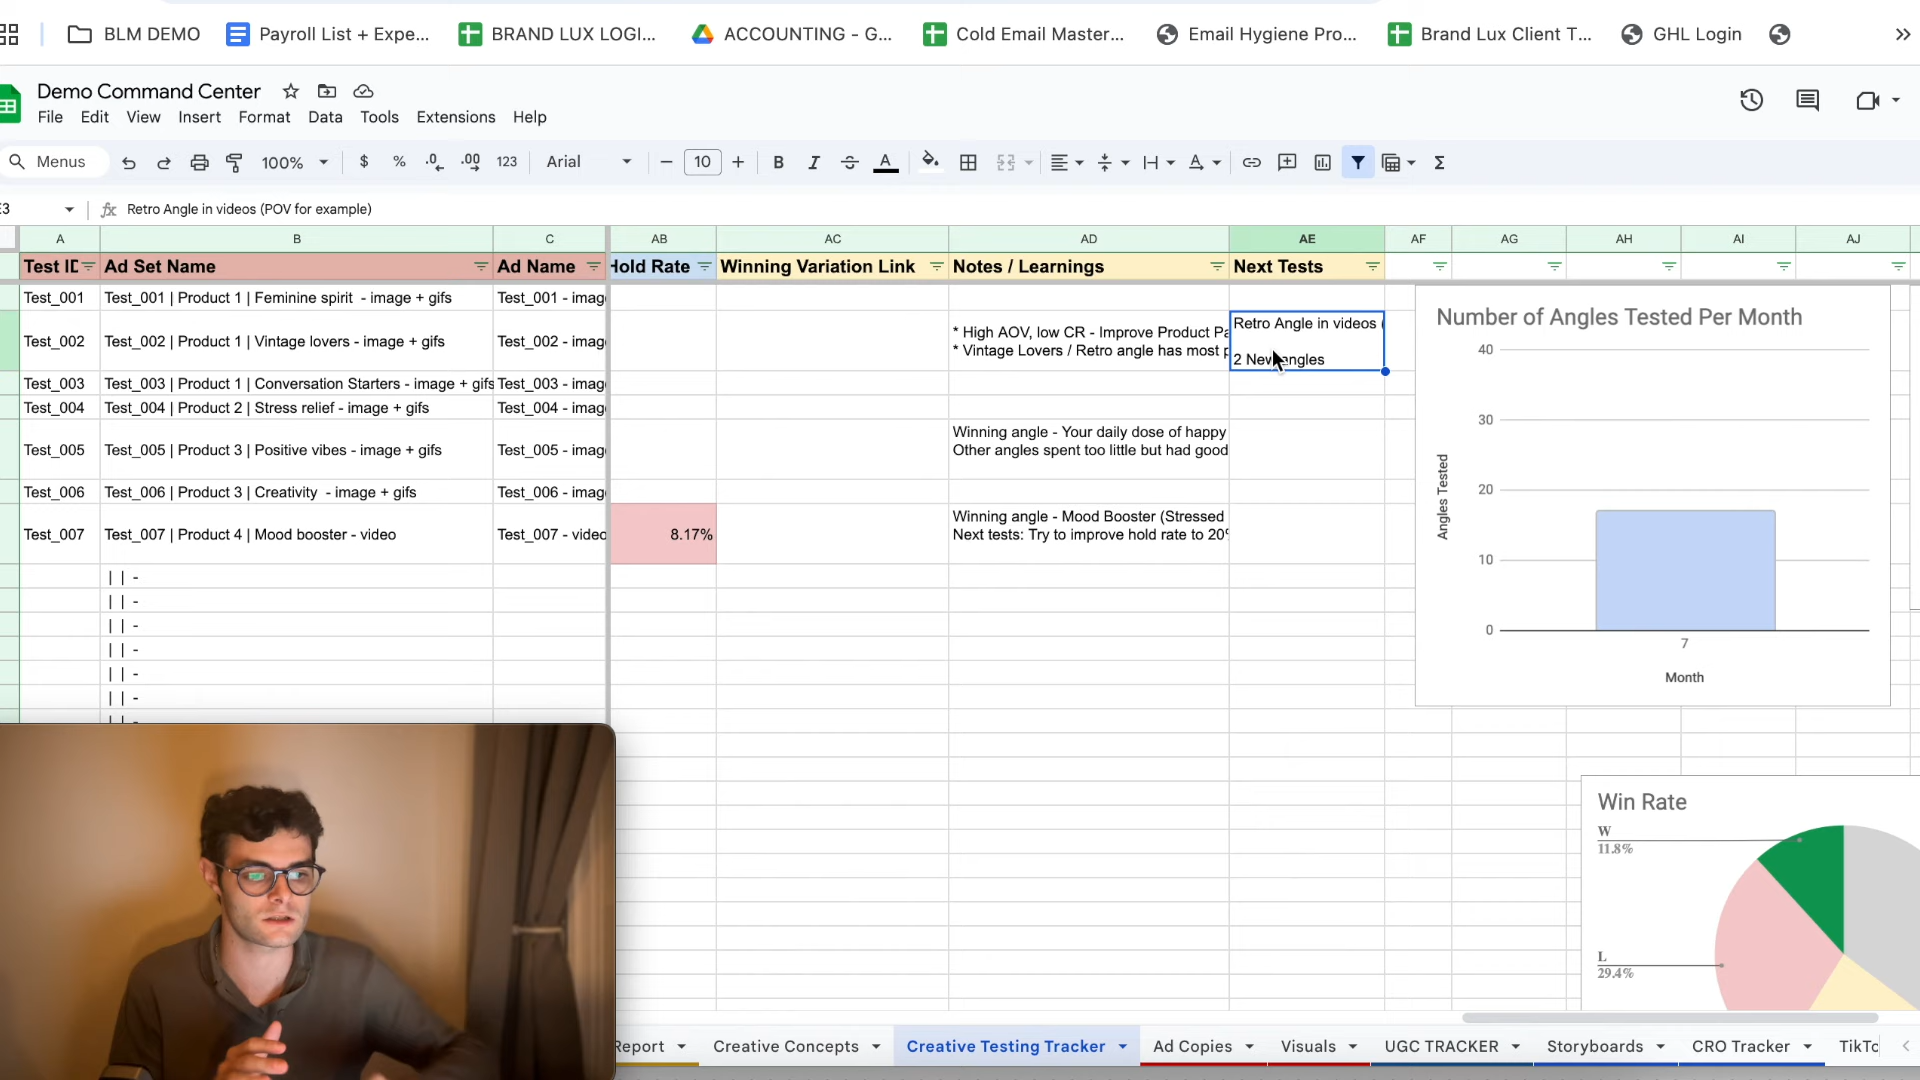 BLM DEMO
Payroll List + Expe...
BRAND LUX LOGI...
ACCOUNTING - G...
Cold Email Master...
Email Hygiene Pro...
Brand Lux Client T...
GHL Login
Demo Command Center
File Edit View Insert Format Data Tools Extensions Help
Menus 100% $ % .0 .00 123 Arial 10 B I S A
E3 fx Retro Angle in videos (POV for example)
A B C AB AC AD AE AF AG AH AI AJ
Test ID Ad Set Name Ad Name Hold Rate Winning Variation Link Notes / Learnings Next Tests
Test_001 Test_001 | Product 1 | Feminine spirit - image + gifs Test_001 - imag
Test_002 Test_002 | Product 1 | Vintage lovers - image + gifs Test_002 - imag
* High AOV, low CR - Improve Product Pa
* Vintage Lovers / Retro angle has most p
Retro Angle in videos (
2 New angles
Test_003 Test_003 | Product 1 | Conversation Starters - image + gifs Test_003 - imag
Test_004 Test_004 | Product 2 | Stress relief - image + gifs Test_004 - imag
Test_005 Test_005 | Product 3 | Positive vibes - image + gifs Test_005 - imag
Winning angle - Your daily dose of happy
Other angles spent too little but had good
Test_006 Test_006 | Product 3 | Creativity - image + gifs Test_006 - imag
Test_007 Test_007 | Product 4 | Mood booster - video Test_007 - video 8.17%
Winning angle - Mood Booster (Stressed
Next tests: Try to improve hold rate to 20%
| | -
| | -
| | -
| | -
| | -
| | -
Number of Angles Tested Per Month
40
30
20
10
0
Angles Tested
7
Month
Win Rate
W
11.8%
L
29.4%
Report Creative Concepts Creative Testing Tracker Ad Copies Visuals UGC TRACKER Storyboards CRO Tracker TikTo